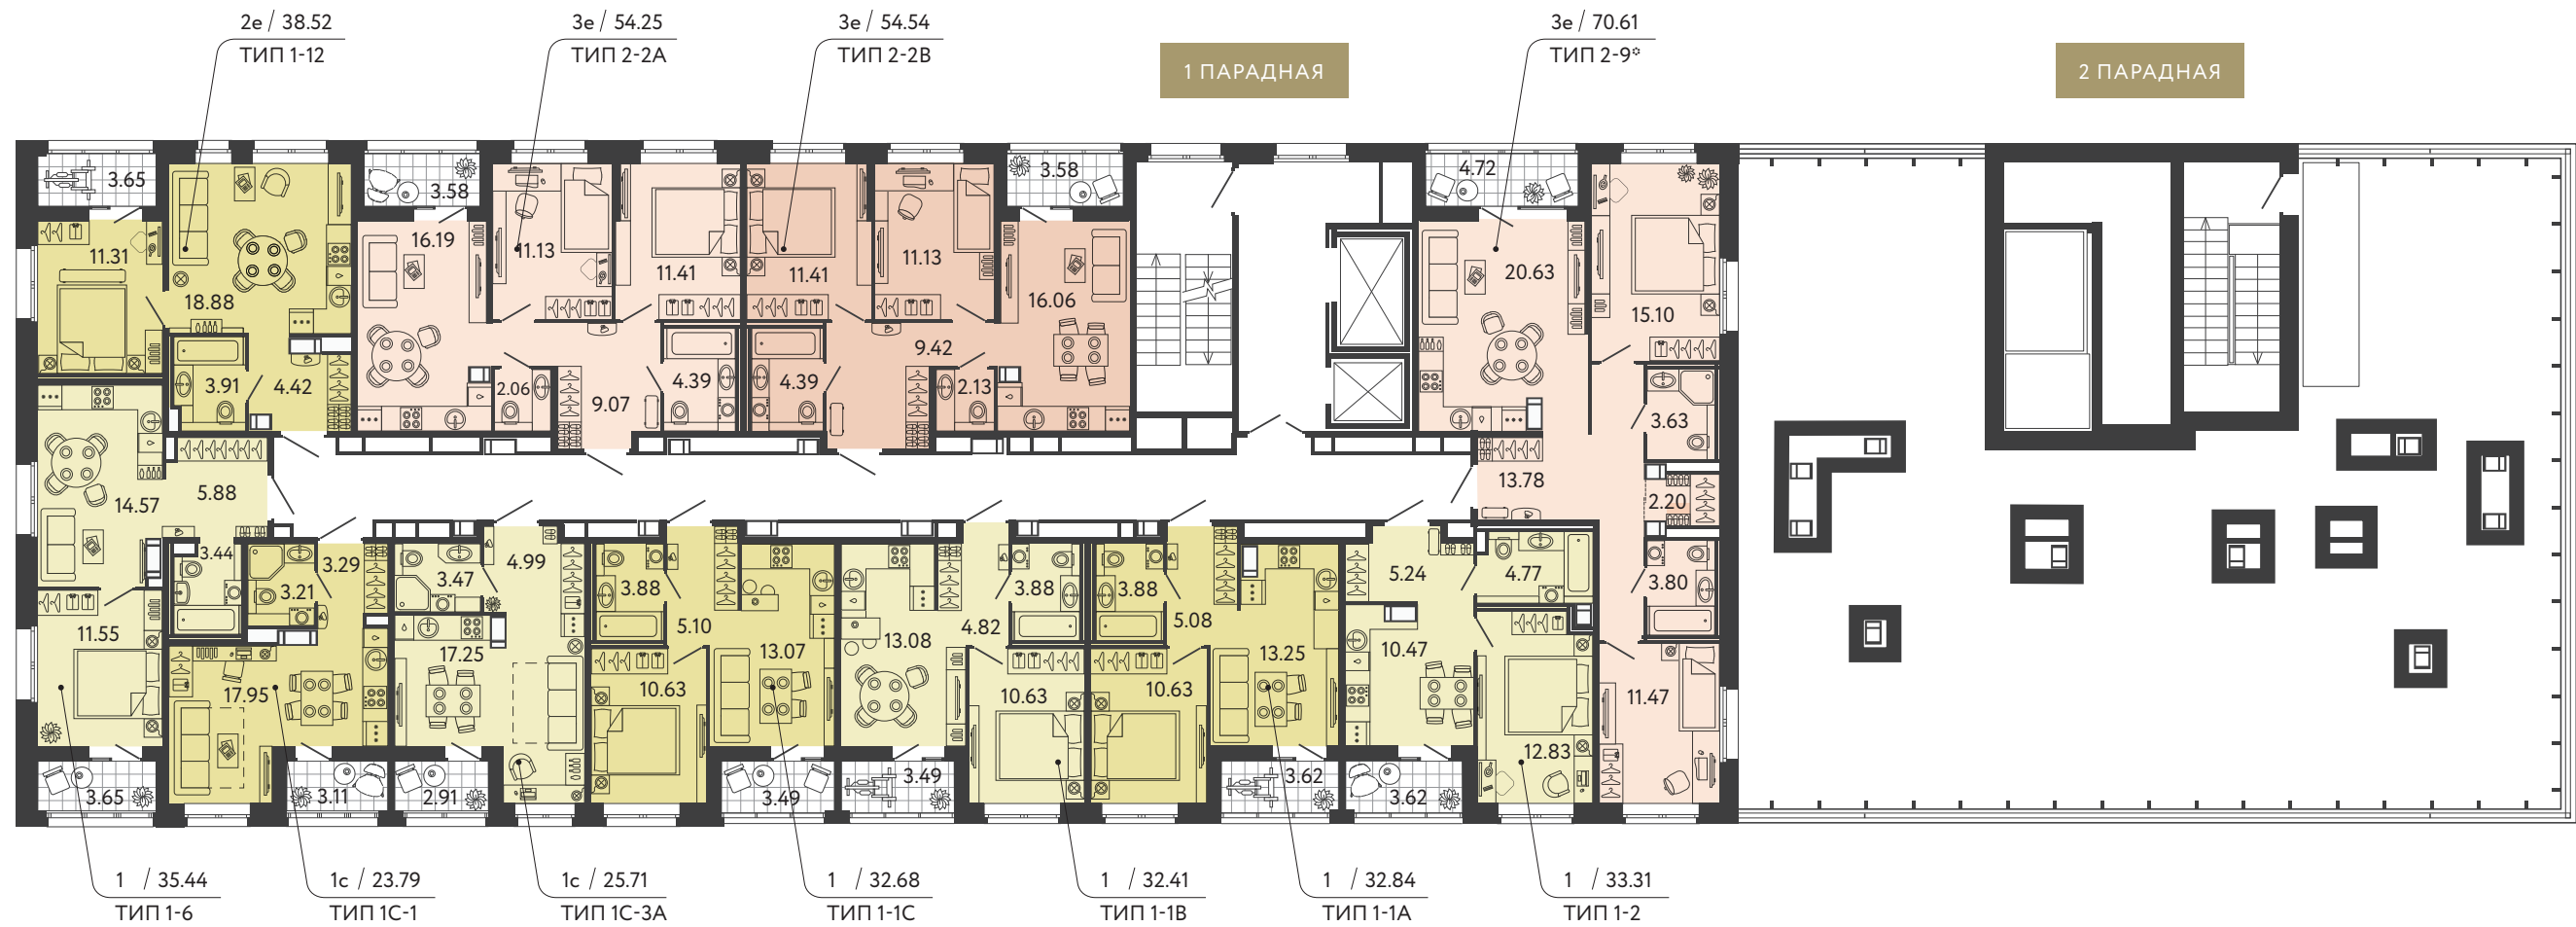 2е / 38.52
ТИП 1-12
3е / 54.25
ТИП 2-2А
3е / 54.54
ТИП 2-2В
1 ПАРАДНАЯ
3е / 70.61
ТИП 2-9*
2 ПАРАДНАЯ
3.65
11.31
18.88
3.91
4.42
3.58
16.19
11.13
11.41
2.06
9.07
4.39
11.41
11.13
3.58
16.06
9.42
4.39
2.13
4.72
20.63
15.10
3.63
13.78
2.20
3.80
11.47
14.57
5.88
3.44
11.55
3.65
3.21
3.29
17.95
3.11
3.47
4.99
17.25
2.91
3.88
5.10
13.07
10.63
3.49
13.08
4.82
3.88
10.63
3.49
3.88
5.08
13.25
10.63
3.62
5.24
4.77
10.47
12.83
3.62
1 / 35.44
ТИП 1-6
1с / 23.79
ТИП 1С-1
1с / 25.71
ТИП 1С-3А
1 / 32.68
ТИП 1-1С
1 / 32.41
ТИП 1-1В
1 / 32.84
ТИП 1-1А
1 / 33.31
ТИП 1-2